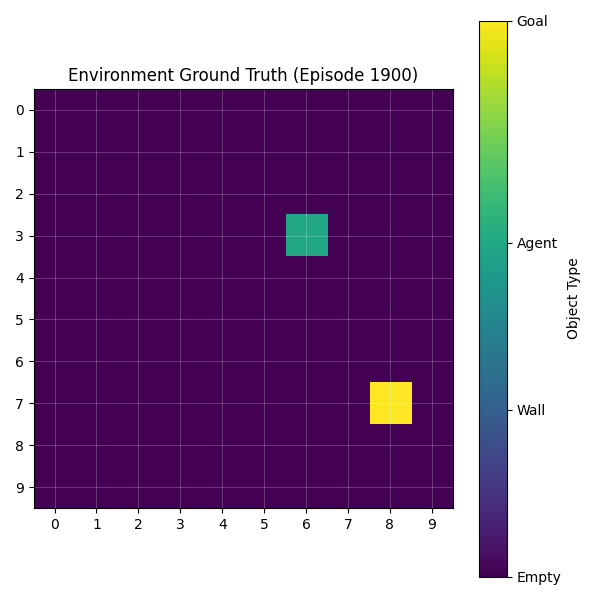 Environment Ground Truth (Episode 1900)
0
1
2
3
4
5
6
7
8
9
0 1 2 3 4 5 6 7 8 9
Goal
Agent
Wall
Empty
Object Type